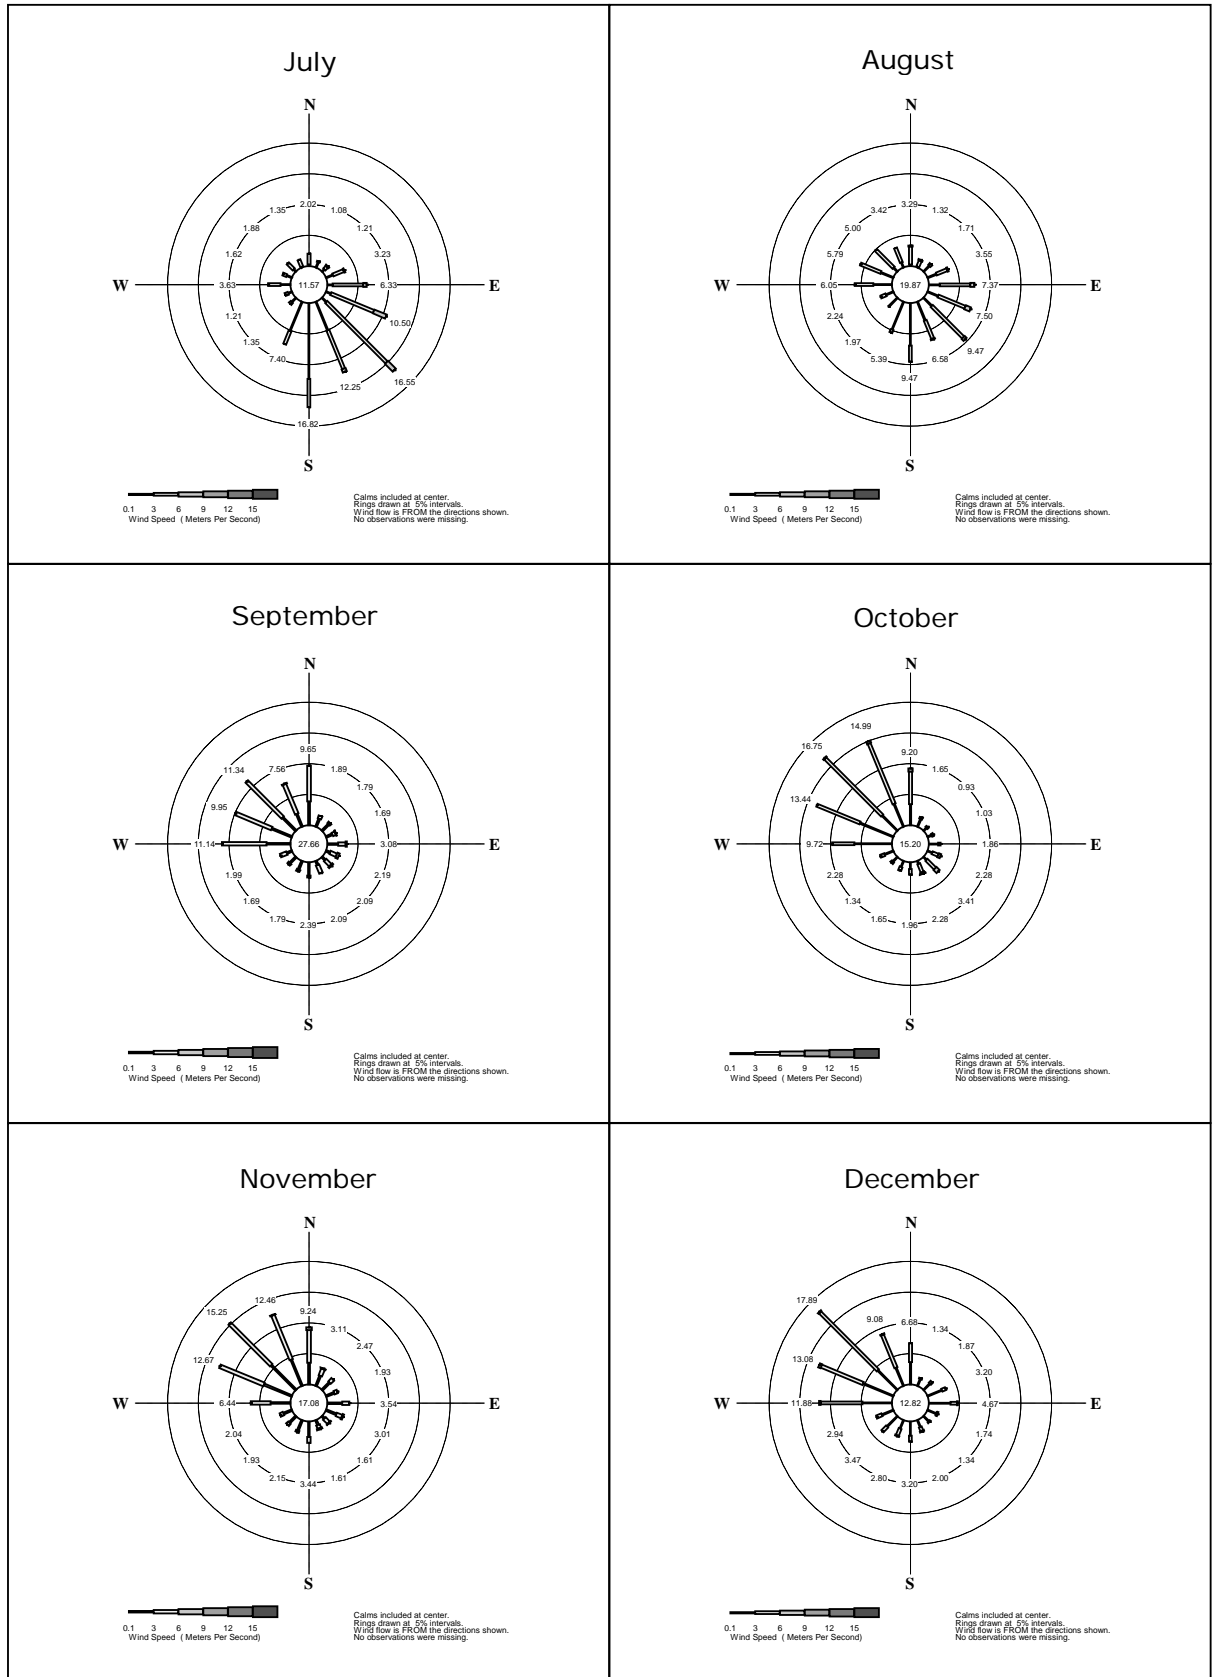 July
N
2.02
1.35 1.08
1.88 1.21
1.62 3.23
W 3.63 11.57 6.33 E
1.21 10.50
1.35 7.40 12.25 16.55
16.82
S
0.1 3 6 9 12 15
Wind Speed ( Meters Per Second)
Calms included at center.
Rings drawn at 5% intervals.
Wind flow is FROM the directions shown.
No observations were missing.
August
N
3.29
3.42 1.32
5.00 1.71
5.79 3.55
W 6.05 19.87 7.37 E
2.24 7.50
1.97 9.47
5.39 6.58
9.47
S
0.1 3 6 9 12 15
Wind Speed ( Meters Per Second)
Calms included at center.
Rings drawn at 5% intervals.
Wind flow is FROM the directions shown.
No observations were missing.
September
N
9.65
7.56 1.89
11.34 1.79
9.95 1.69
W 11.14 27.66 3.08 E
1.99 2.19
1.69 2.09
1.79 2.09
2.39
S
0.1 3 6 9 12 15
Wind Speed ( Meters Per Second)
Calms included at center.
Rings drawn at 5% intervals.
Wind flow is FROM the directions shown.
No observations were missing.
October
N
14.99
16.75 9.20 1.65
0.93
13.44 1.03
W 9.72 15.20 1.86 E
2.28 2.28
1.34 3.41
1.65 2.28
1.96
S
0.1 3 6 9 12 15
Wind Speed ( Meters Per Second)
Calms included at center.
Rings drawn at 5% intervals.
Wind flow is FROM the directions shown.
No observations were missing.
November
N
12.46
15.25 9.24 3.11
2.47
12.67 1.93
W 6.44 17.08 3.54 E
2.04 3.01
1.93 1.61
2.15 1.61
3.44
S
0.1 3 6 9 12 15
Wind Speed ( Meters Per Second)
Calms included at center.
Rings drawn at 5% intervals.
Wind flow is FROM the directions shown.
No observations were missing.
December
N
17.89
9.08 6.68 1.34
1.87
13.08 3.20
W 11.88 12.82 4.67 E
2.94 1.74
3.47 1.34
2.80 2.00
3.20
S
0.1 3 6 9 12 15
Wind Speed ( Meters Per Second)
Calms included at center.
Rings drawn at 5% intervals.
Wind flow is FROM the directions shown.
No observations were missing.